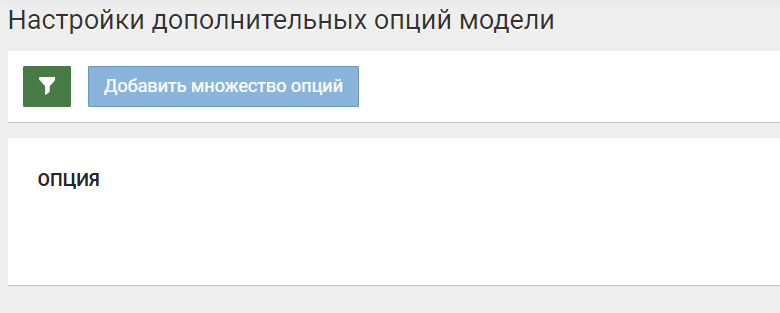 Настройки дополнительных опций модели
Добавить множество опций
ОПЦИЯ